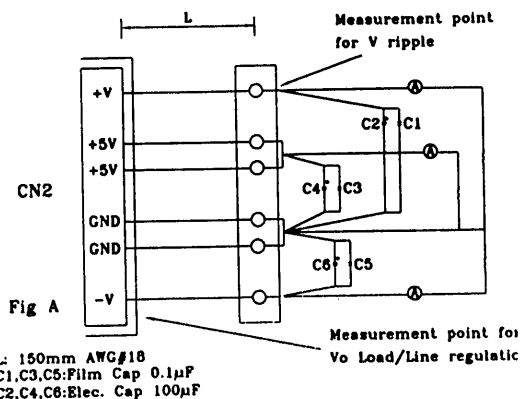 L
Measurement point
for V ripple
+V
A
C2 C1
+5V
A
+5V
C4 C3
CN2
GND
GND
C6 C5
Fig A
-V
A
Measurement point for
Vo Load/Line
L: 150mm AWG#18
C1,C3,C5:Film Cap 0.1µF
C2,C4,C6:Elec. Cap 100µF